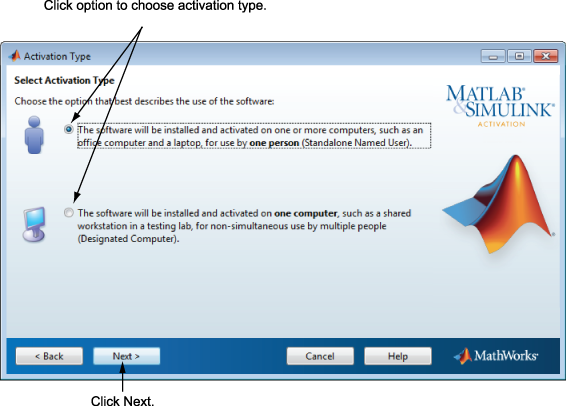 Click option to choose activation type.
Activation Type
Select Activation Type
Choose the option that best describes the use of the software:
MATLAB®
&SIMULINK®
ACTIVATION
The software will be installed and activated on one or more computers, such as an
office computer and a laptop, for use by one person (Standalone Named User).
The software will be installed and activated on one computer, such as a shared
workstation in a testing lab, for non-simultaneous use by multiple people
(Designated Computer).
< Back
Next >
Cancel
Help
MathWorks®
Click Next.